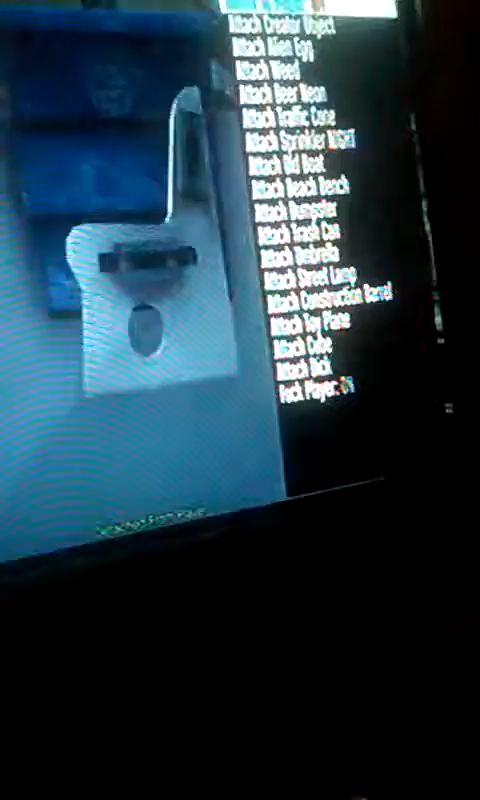 Attach Creator Object
Attach Alien Egg
Attach Weed
Attach Beer Neon
Attach Traffic Cone
Attach Sprinkler NIGHT
Attach Old Boat
Attach Beach Bench
Attach Dumpster
Attach Trash Can
Attach Umbrella
Attach Street Lamp
Attach Construction Barrel
Attach Toy Plane
Attach Cube
Attach Dick
Fuck Player: